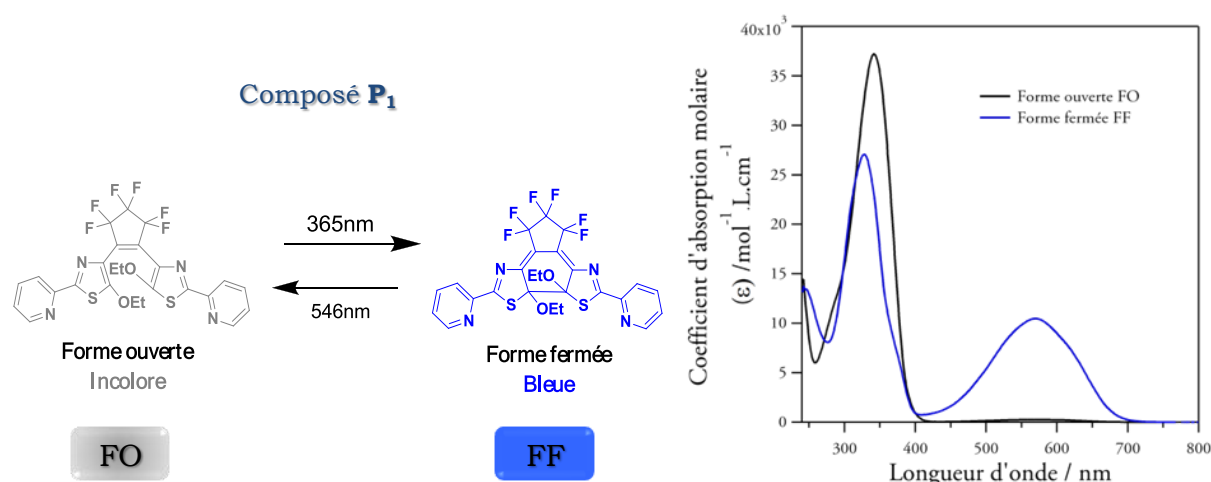 Composé P₁
F F
F F
F F
N
EtO
N
S
OEt
S
N
N
Forme ouverte
Incolore
FO
365nm
546nm
F F
F F
F F
N
EtO
N
S
OEt
S
N
N
Forme fermée
Bleue
FF
Coefficient d'absorption molaire
(ε) /mol⁻¹.L.cm⁻¹
40x10³
35
30
25
20
15
10
5
0
Forme ouverte FO
Forme fermée FF
300
400
500
600
700
800
Longueur d'onde / nm